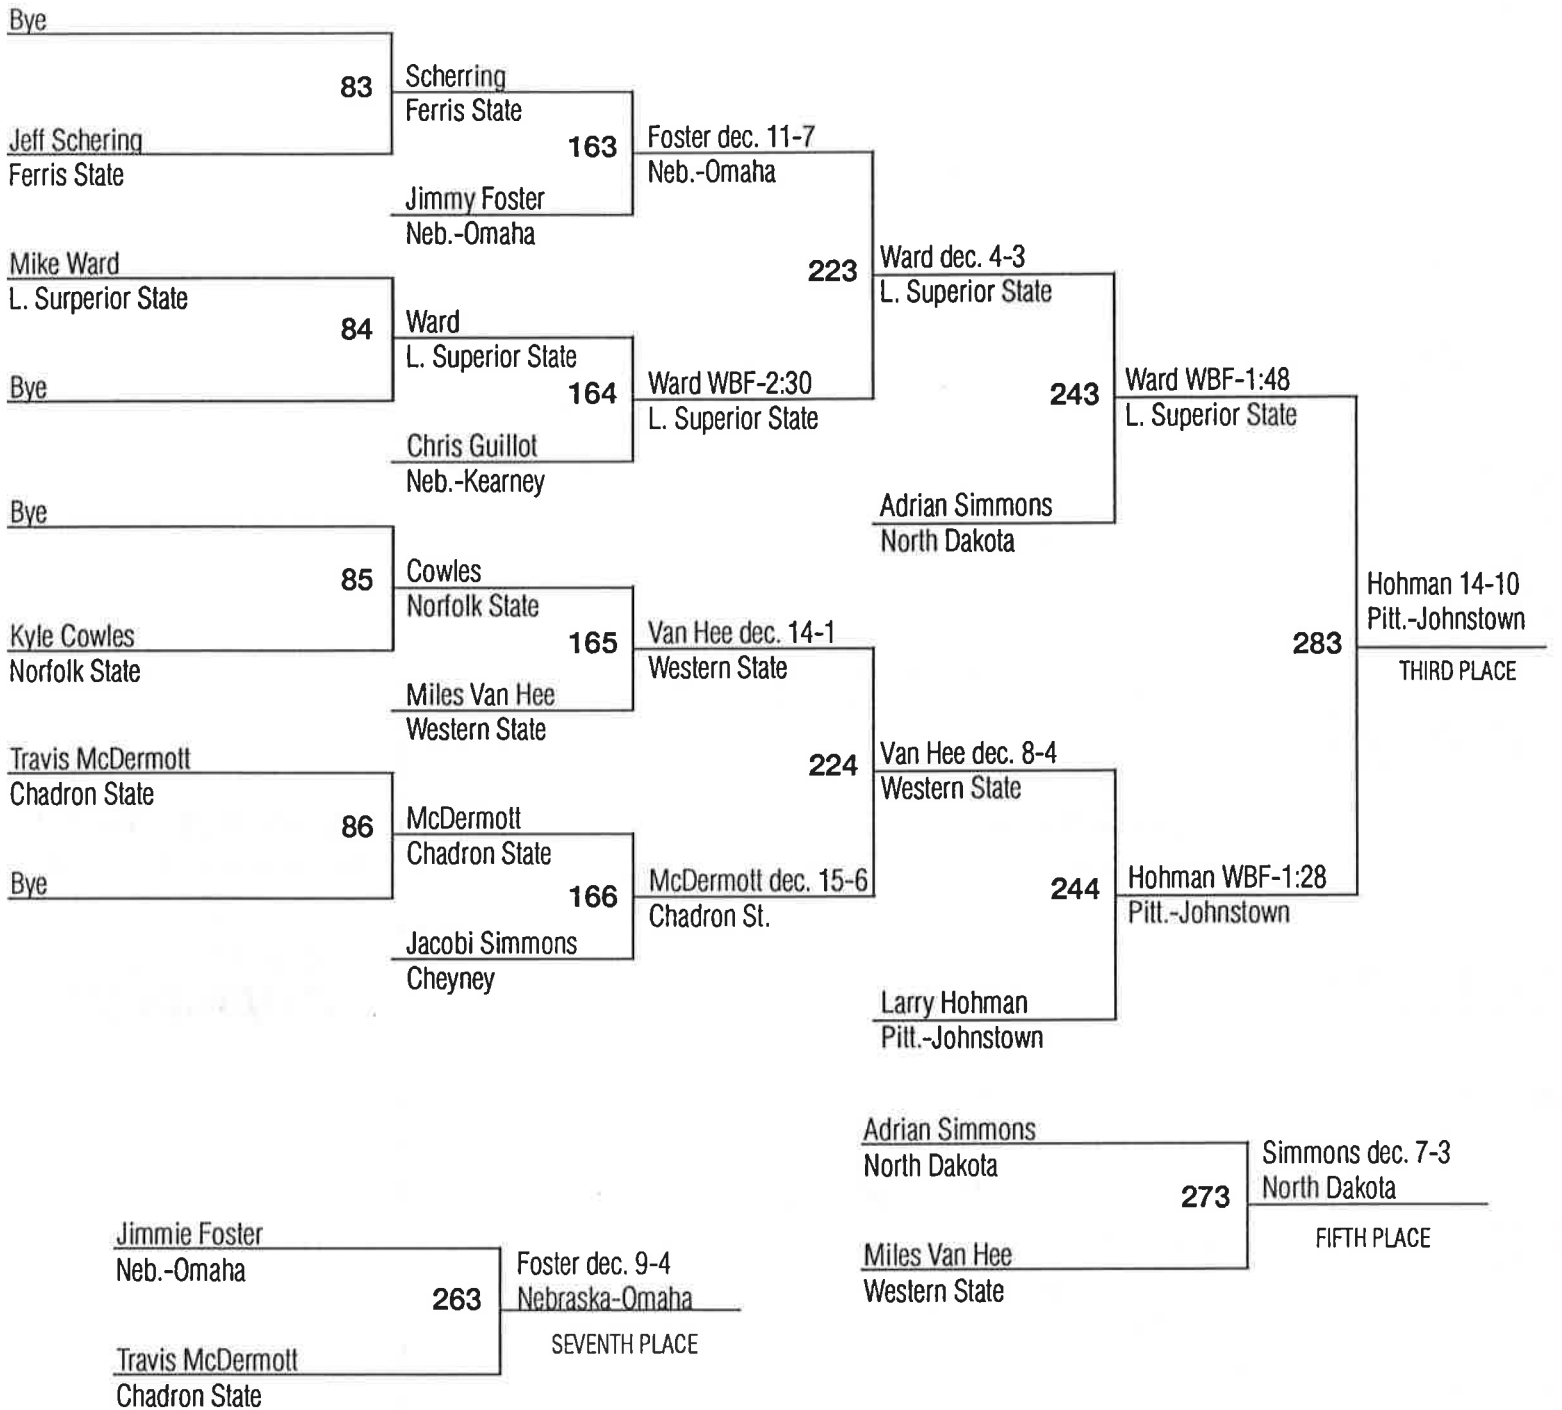 Bye
83
Jeff Schering
Ferris State
Scherring
Ferris State
163
Jimmy Foster
Neb.-Omaha
Foster dec. 11-7
Neb.-Omaha
Mike Ward
L. Surperior State
84
Bye
Ward
L. Superior State
164
Chris Guillot
Neb.-Kearney
Ward WBF-2:30
L. Superior State
223
Ward dec. 4-3
L. Superior State
243
Adrian Simmons
North Dakota
Ward WBF-1:48
L. Superior State
Bye
85
Kyle Cowles
Norfolk State
Cowles
Norfolk State
165
Miles Van Hee
Western State
Van Hee dec. 14-1
Western State
Travis McDermott
Chadron State
86
Bye
McDermott
Chadron State
166
Jacobi Simmons
Cheyney
McDermott dec. 15-6
Chadron St.
224
Van Hee dec. 8-4
Western State
244
Larry Hohman
Pitt.-Johnstown
Hohman WBF-1:28
Pitt.-Johnstown
283
Hohman 14-10
Pitt.-Johnstown
THIRD PLACE
Adrian Simmons
North Dakota
273
Miles Van Hee
Western State
Simmons dec. 7-3
North Dakota
FIFTH PLACE
Jimmie Foster
Neb.-Omaha
263
Travis McDermott
Chadron State
Foster dec. 9-4
Nebraska-Omaha
SEVENTH PLACE